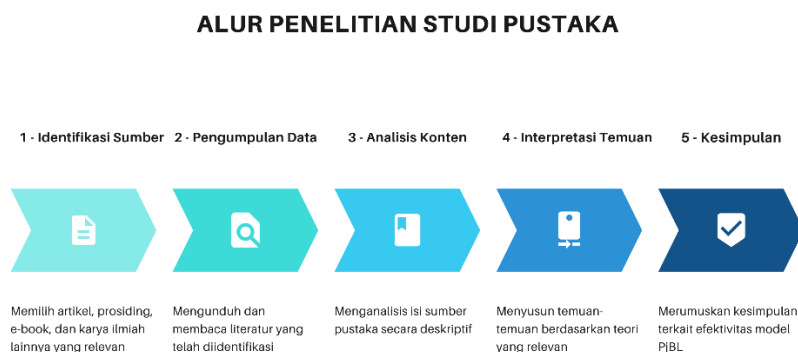 ALUR PENELITIAN STUDI PUSTAKA
1 - Identifikasi Sumber
2 - Pengumpulan Data
3 - Analisis Konten
4 - Interpretasi Temuan
5 - Kesimpulan
Memilih artikel, prosiding,
e-book, dan karya ilmiah
lainnya yang relevan
Mengunduh dan
membaca literatur yang
telah diidentifikasi
Menganalisis isi sumber
pustaka secara deskriptif
Menyusun temuan-
temuan berdasarkan teori
yang relevan
Merumuskan kesimpulan
terkait efektivitas model
PjBL